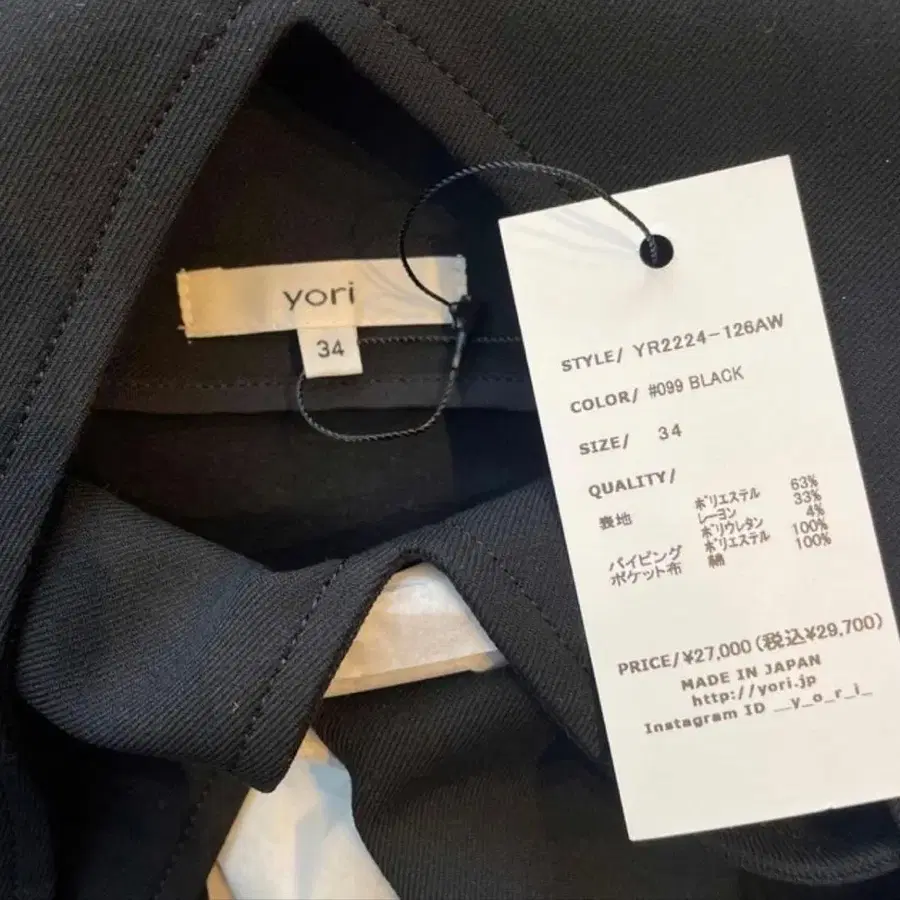 yori
34
STYLE/ YR2224-126AW
COLOR/ #099 BLACK
SIZE/ 34
QUALITY/
表地 ポリエステル 63%
レーヨン 33%
ポリウレタン 4%
パイピング ポリエステル 100%
ポケット布 綿 100%
PRICE/¥27,000(税込¥29,700)
MADE IN JAPAN
http://yori.jp
Instagram ID __y_o_r_i_